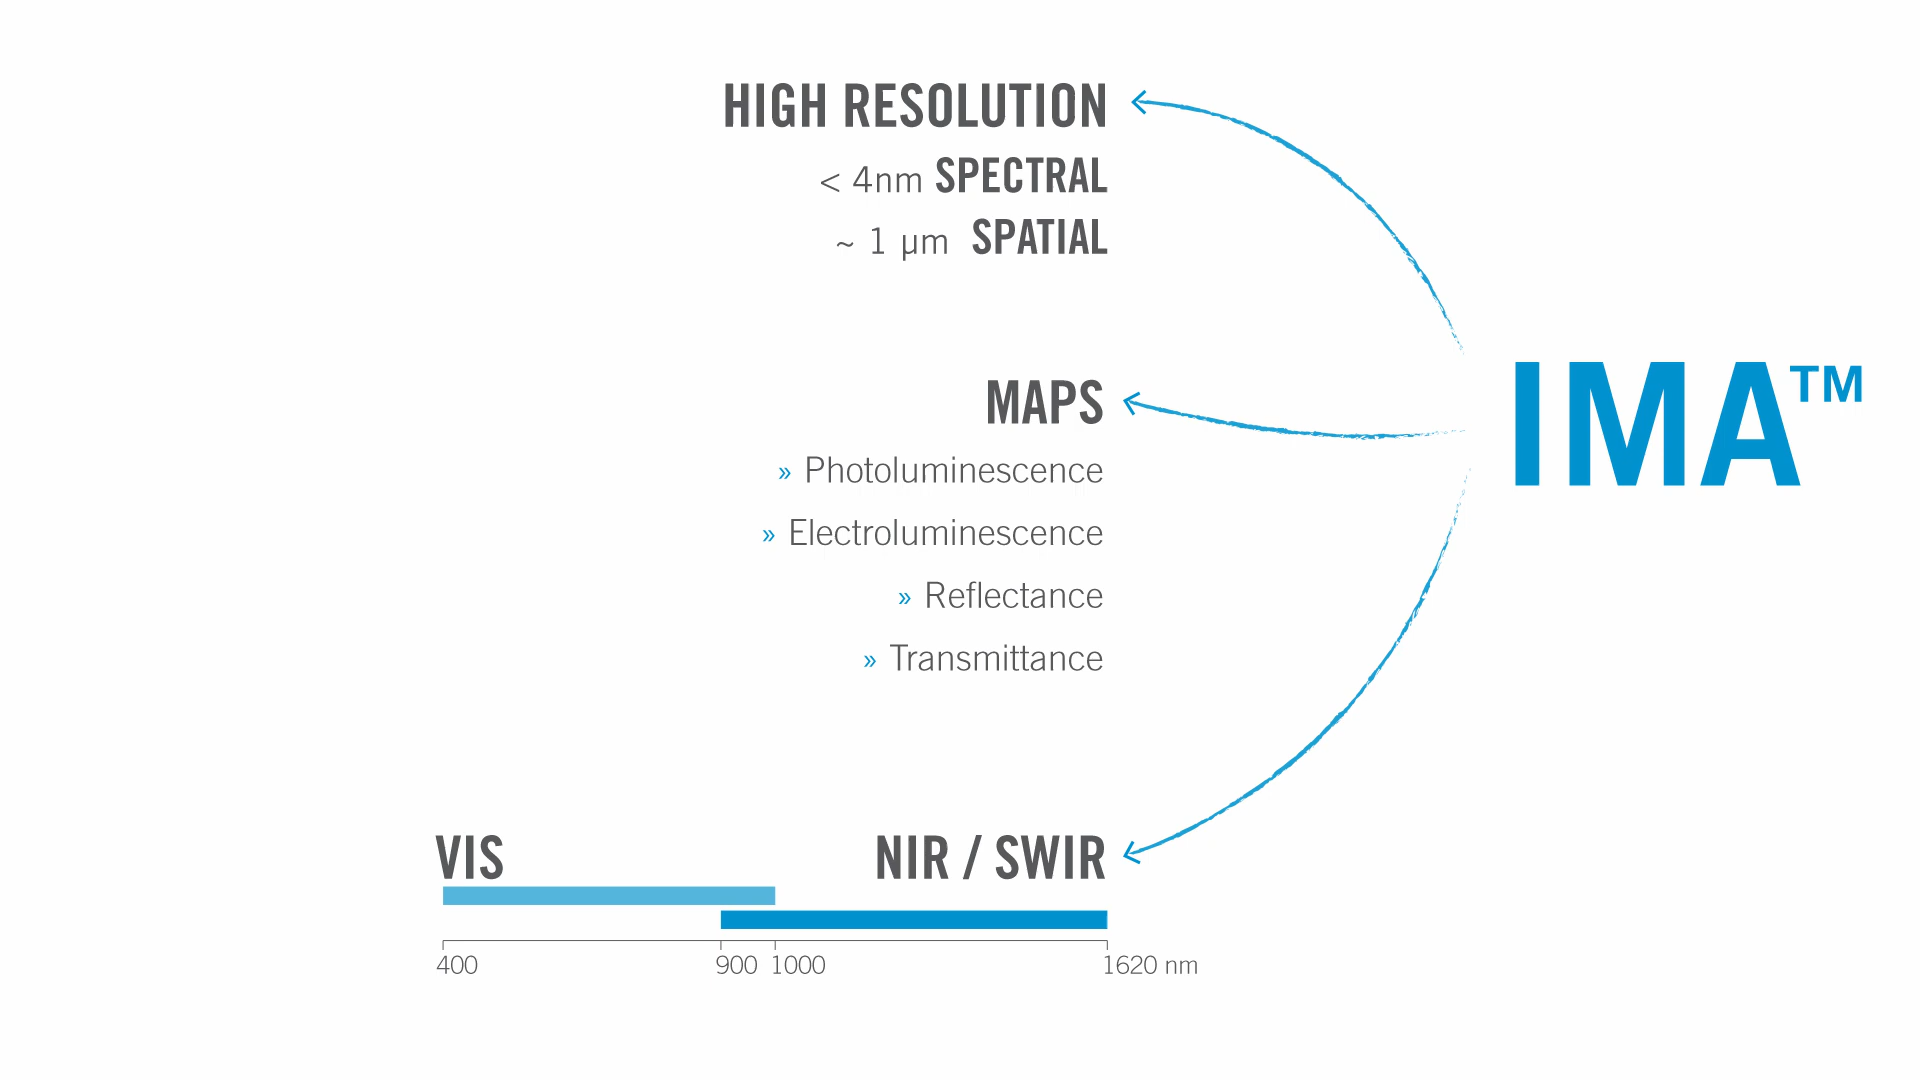 HIGH RESOLUTION
< 4nm SPECTRAL
~ 1 µm SPATIAL
IMA™
MAPS
» Photoluminescence
» Electroluminescence
» Reflectance
» Transmittance
VIS NIR / SWIR
400 900 1000 1620 nm